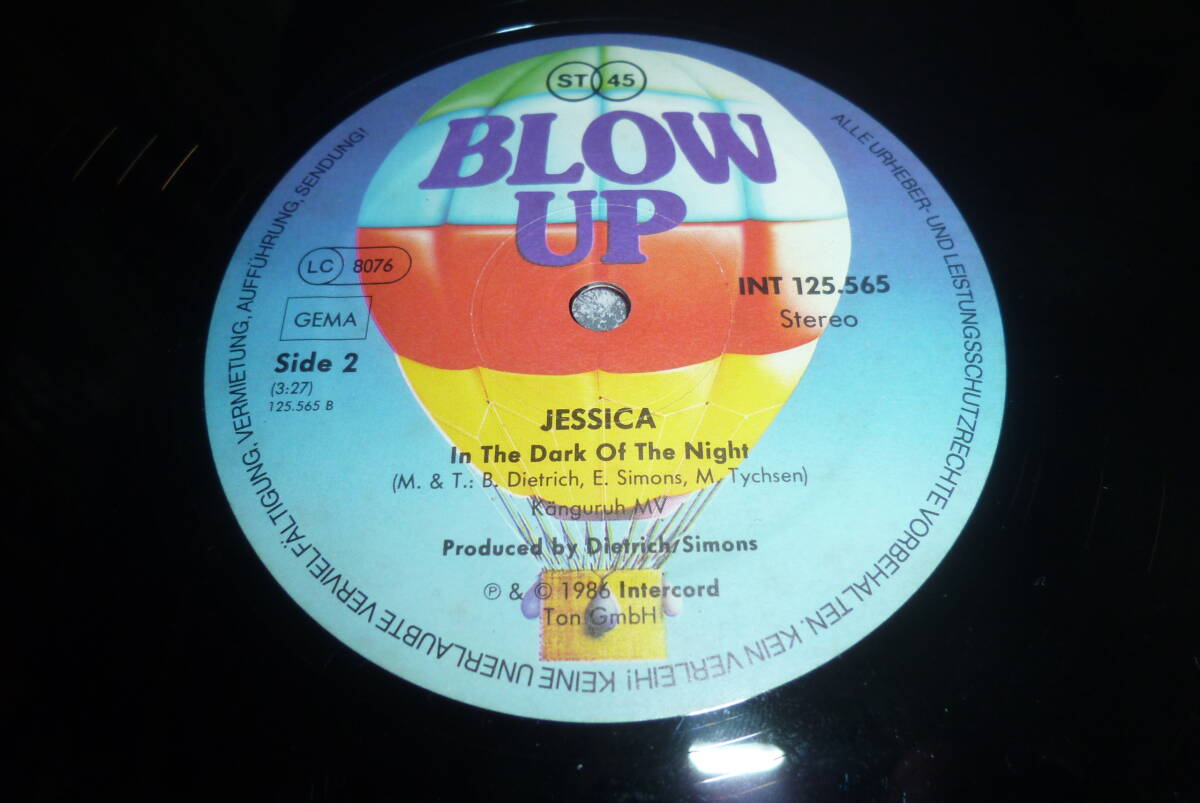 ST 45
BLOW
UP
LC 8076
GEMA
Side 2
(3:27)
125.565 B
INT 125.565
Stereo
JESSICA
In The Dark Of The Night
(M. & T.: B. Dietrich, E. Simons, M. Tychsen)
Känguruh MV
Produced by Dietrich/Simons
℗ & © 1986 Intercord
Ton GmbH
ALLE URHEBER- UND LEISTUNGSSCHUTZRECHTE VORBEHALTEN. KEIN VERLEIH! KEINE UNERLAUBTE VERVIELFÄLTIGUNG, VERMIETUNG, AUFFÜHRUNG, SENDUNG!